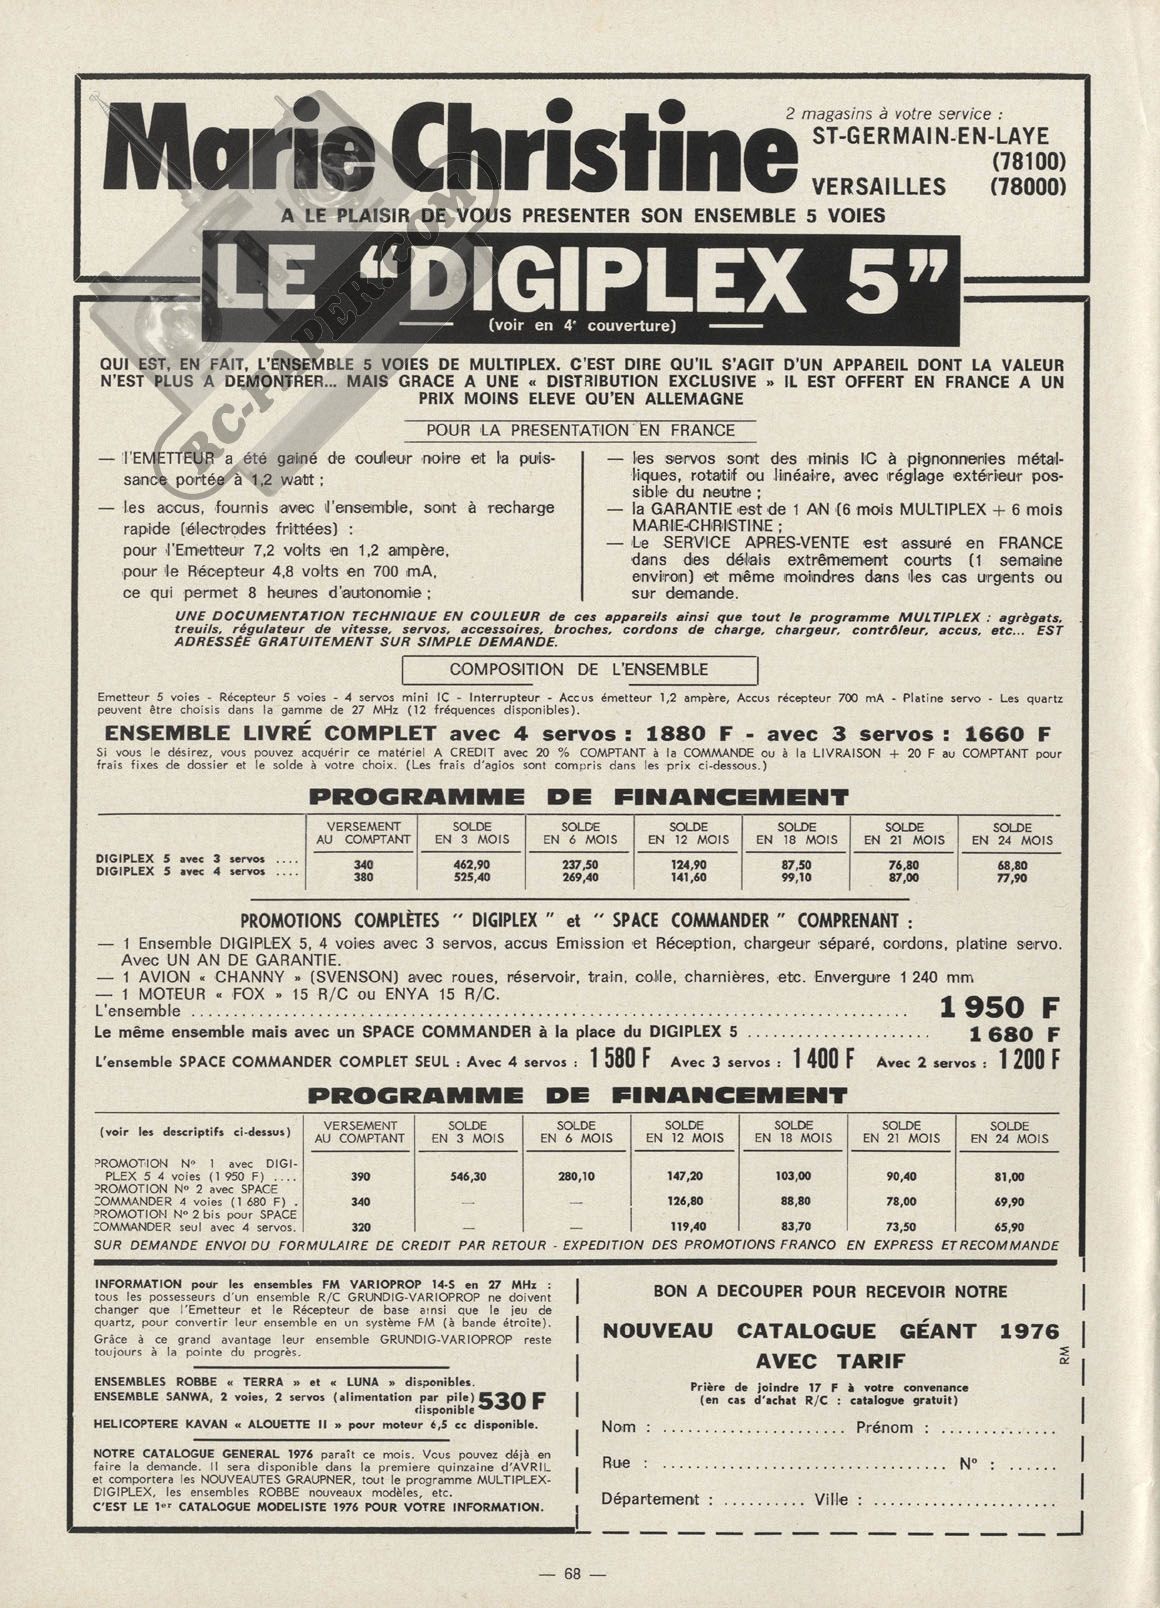 Marie Christine
2 magasins à votre service :
ST-GERMAIN-EN-LAYE
(78100)
VERSAILLES (78000)
A LE PLAISIR DE VOUS PRESENTER SON ENSEMBLE 5 VOIES
LE "DIGIPLEX 5"
(voir en 4e couverture)
RC-PAPER.COM
QUI EST, EN FAIT, L'ENSEMBLE 5 VOIES DE MULTIPLEX. C'EST DIRE QU'IL S'AGIT D'UN APPAREIL DONT LA VALEUR
N'EST PLUS A DEMONTRER... MAIS GRACE A UNE « DISTRIBUTION EXCLUSIVE » IL EST OFFERT EN FRANCE A UN
PRIX MOINS ELEVE QU'EN ALLEMAGNE
POUR LA PRESENTATION EN FRANCE
— l'EMETTEUR a été gainé de couleur noire et la puis-
sance portée à 1,2 watt ;
— les accus, fournis avec l'ensemble, sont à recharge
rapide (électrodes frittées) :
pour l'Emetteur 7,2 volts en 1,2 ampère,
pour le Récepteur 4,8 volts en 700 mA,
ce qui permet 8 heures d'autonomie ;
— les servos sont des minis IC à pignonneries métal-
liques, rotatif ou linéaire, avec réglage extérieur pos-
sible du neutre ;
— la GARANTIE est de 1 AN (6 mois MULTIPLEX + 6 mois
MARIE-CHRISTINE ;
— Le SERVICE APRES-VENTE est assuré en FRANCE
dans des délais extrêmement courts (1 semaine
environ) et même moindres dans les cas urgents ou
sur demande.
UNE DOCUMENTATION TECHNIQUE EN COULEUR de ces appareils ainsi que tout le programme MULTIPLEX : agrègats,
treuils, régulateur de vitesse, servos, accessoires, broches, cordons de charge, chargeur, contrôleur, accus, etc... EST
ADRESSÉE GRATUITEMENT SUR SIMPLE DEMANDE.
COMPOSITION DE L'ENSEMBLE
Emetteur 5 voies - Récepteur 5 voies - 4 servos mini IC - Interrupteur - Accus émetteur 1,2 ampère, Accus récepteur 700 mA - Platine servo - Les quartz
peuvent être choisis dans la gamme de 27 MHz (12 fréquences disponibles).
ENSEMBLE LIVRÉ COMPLET avec 4 servos : 1880 F - avec 3 servos : 1660 F
Si vous le désirez, vous pouvez acquérir ce matériel A CREDIT avec 20 % COMPTANT à la COMMANDE ou à la LIVRAISON + 20 F au COMPTANT pour
frais fixes de dossier et le solde à votre choix. (Les frais d'agios sont compris dans les prix ci-dessous.)
PROGRAMME DE FINANCEMENT
VERSEMENT AU COMPTANT SOLDE EN 3 MOIS SOLDE EN 6 MOIS SOLDE EN 12 MOIS SOLDE EN 18 MOIS SOLDE EN 21 MOIS SOLDE EN 24 MOIS
DIGIPLEX 5 avec 3 servos .... 340 462,90 237,50 124,90 87,50 76,80 68,80
DIGIPLEX 5 avec 4 servos .... 380 525,40 269,40 141,60 99,10 87,00 77,90
PROMOTIONS COMPLÈTES " DIGIPLEX " et " SPACE COMMANDER " COMPRENANT :
— 1 Ensemble DIGIPLEX 5, 4 voies avec 3 servos, accus Emission et Réception, chargeur séparé, cordons, platine servo.
Avec UN AN DE GARANTIE.
— 1 AVION « CHANNY » (SVENSON) avec roues, réservoir, train, colle, charnières, etc. Envergure 1 240 mm
— 1 MOTEUR « FOX » 15 R/C ou ENYA 15 R/C.
L'ensemble .................... 1 950 F
Le même ensemble mais avec un SPACE COMMANDER à la place du DIGIPLEX 5 .................... 1 680 F
L'ensemble SPACE COMMANDER COMPLET SEUL : Avec 4 servos : 1 580 F Avec 3 servos : 1 400 F Avec 2 servos : 1 200 F
PROGRAMME DE FINANCEMENT
(voir les descriptifs ci-dessus) VERSEMENT AU COMPTANT SOLDE EN 3 MOIS SOLDE EN 6 MOIS SOLDE EN 12 MOIS SOLDE EN 18 MOIS SOLDE EN 21 MOIS SOLDE EN 24 MOIS
PROMOTION No 1 avec DIGI-
PLEX 5 4 voies (1 950 F) .... 390 546,30 280,10 147,20 103,00 90,40 81,00
PROMOTION No 2 avec SPACE
COMMANDER 4 voies (1 680 F) . 340 — — 126,80 88,80 78,00 69,90
PROMOTION No 2 bis pour SPACE
COMMANDER seul avec 4 servos. 320 — — 119,40 83,70 73,50 65,90
SUR DEMANDE ENVOI DU FORMULAIRE DE CREDIT PAR RETOUR - EXPEDITION DES PROMOTIONS FRANCO EN EXPRESS ET RECOMMANDE
INFORMATION pour les ensembles FM VARIOPROP 14-S en 27 MHz :
tous les possesseurs d'un ensemble R/C GRUNDIG-VARIOPROP ne doivent
changer que l'Emetteur et le Récepteur de base ainsi que le jeu de
quartz, pour convertir leur ensemble en un système FM (à bande étroite).
Grâce à ce grand avantage leur ensemble GRUNDIG-VARIOPROP reste
toujours à la pointe du progrès.
ENSEMBLES ROBBE « TERRA » et « LUNA » disponibles.
ENSEMBLE SANWA, 2 voies, 2 servos (alimentation par pile) 530 F
disponible
HELICOPTERE KAVAN « ALOUETTE II » pour moteur 6,5 cc disponible.
NOTRE CATALOGUE GENERAL 1976 paraît ce mois. Vous pouvez déjà en
faire la demande. Il sera disponible dans la premiere quinzaine d'AVRIL
et comportera les NOUVEAUTES GRAUPNER, tout le programme MULTIPLEX-
DIGIPLEX, les ensembles ROBBE nouveaux modèles, etc.
C'EST LE 1er CATALOGUE MODELISTE 1976 POUR VOTRE INFORMATION.
BON A DECOUPER POUR RECEVOIR NOTRE
NOUVEAU CATALOGUE GÉANT 1976
AVEC TARIF
RM
Prière de joindre 17 F à votre convenance
(en cas d'achat R/C : catalogue gratuit)
Nom : .................... Prénom : ..............
Rue : .................................... No : ......
Département : .......... Ville : .......................
— 68 —